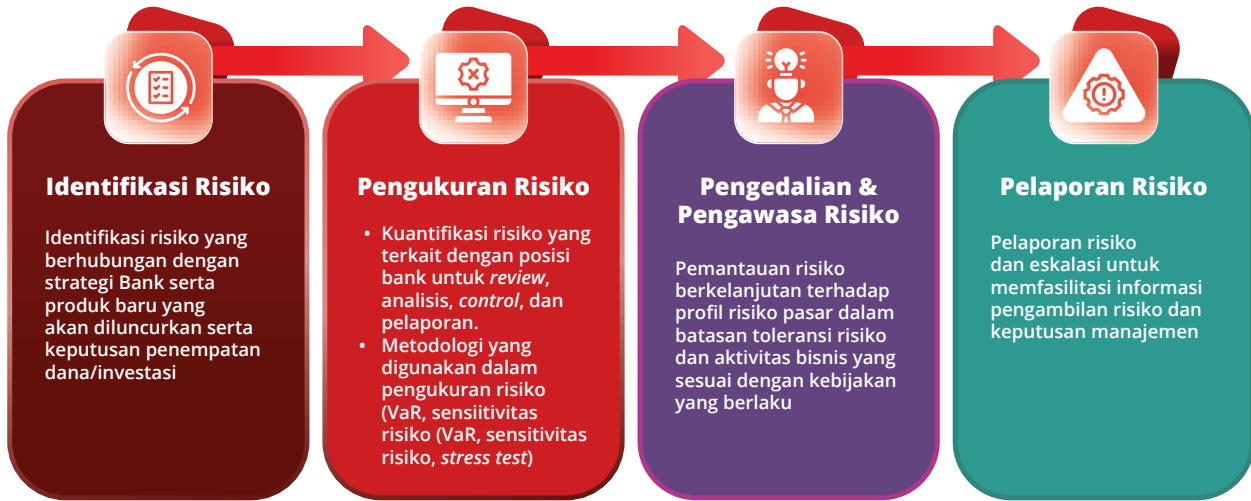 Identifikasi Risiko
Identifikasi risiko yang
berhubungan dengan
strategi Bank serta
produk baru yang
akan diluncurkan serta
keputusan penempatan
dana/investasi
Pengukuran Risiko
• Kuantifikasi risiko yang
terkait dengan posisi
bank untuk review,
analisis, control, dan
pelaporan.
• Metodologi yang
digunakan dalam
pengukuran risiko
(VaR, sensiitivitas
risiko (VaR, sensitivitas
risiko, stress test)
Pengedalian &
Pengawasa Risiko
Pemantauan risiko
berkelanjutan terhadap
profil risiko pasar dalam
batasan toleransi risiko
dan aktivitas bisnis yang
sesuai dengan kebijakan
yang berlaku
Pelaporan Risiko
Pelaporan risiko
dan eskalasi untuk
memfasilitasi informasi
pengambilan risiko dan
keputusan manajemen